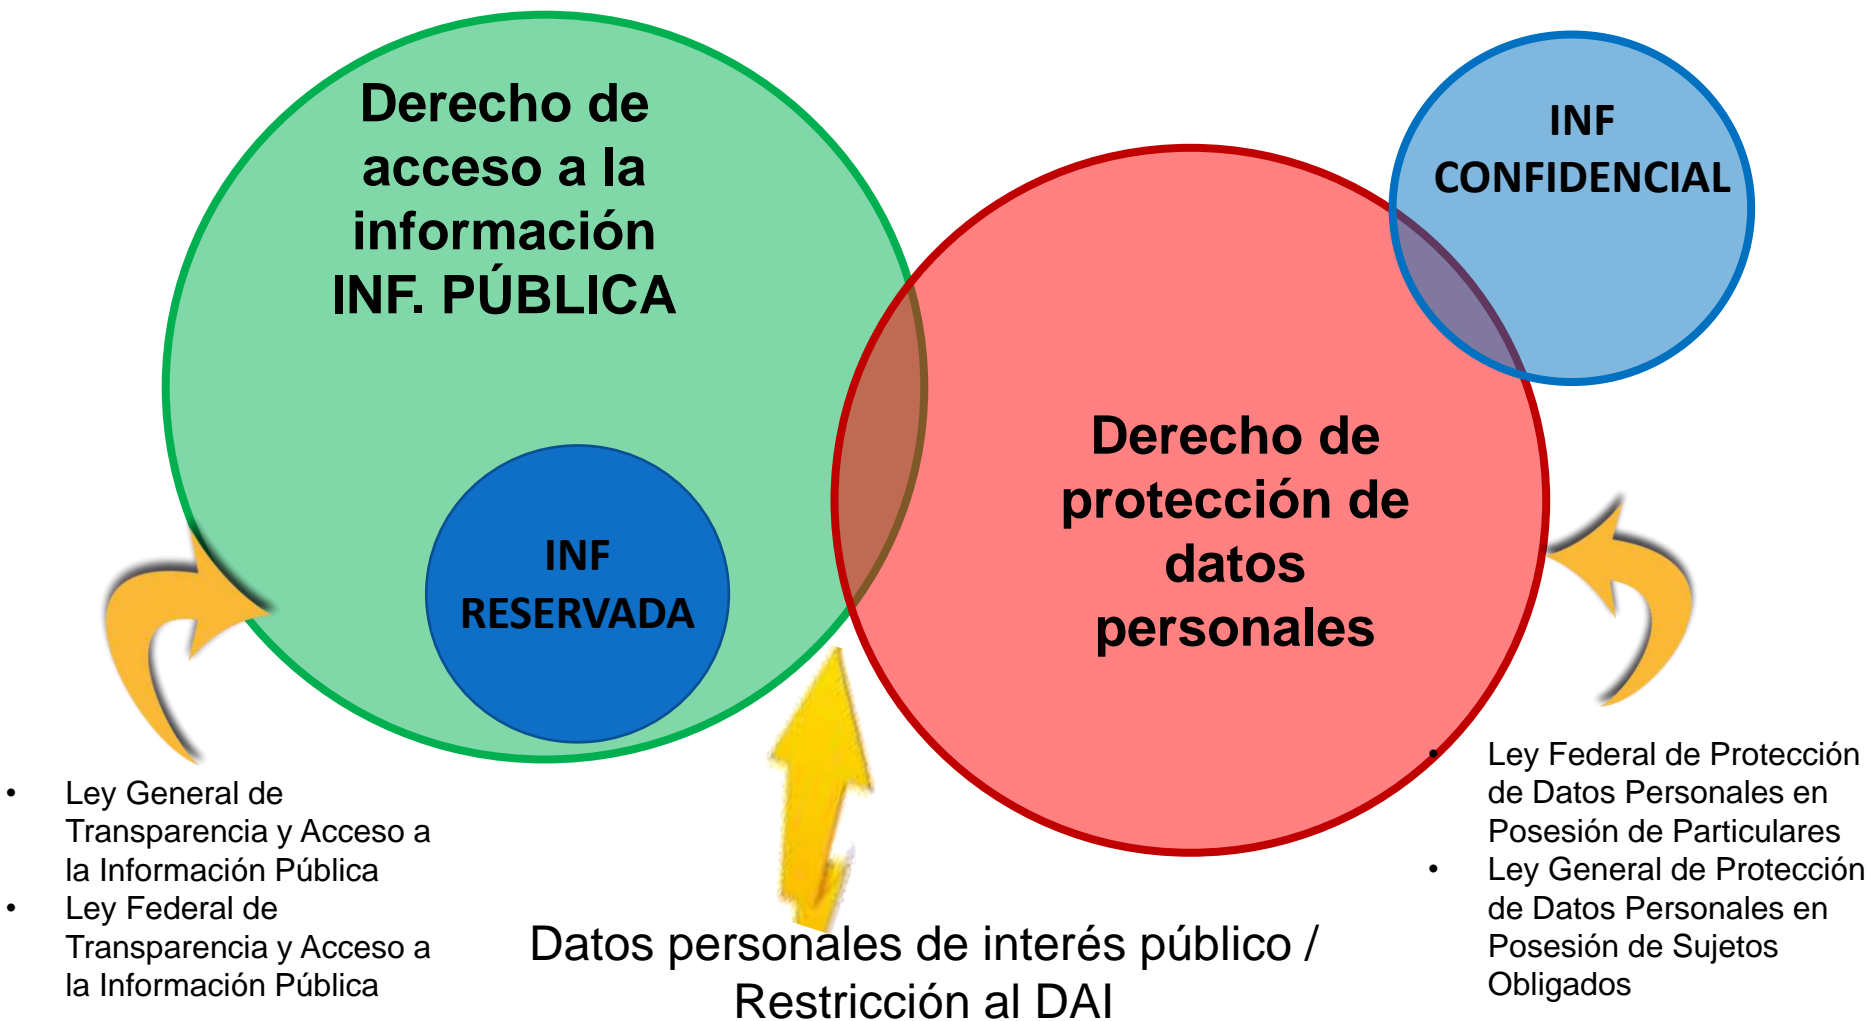 Derecho de
acceso a la
información
INF. PÚBLICA
INF
RESERVADA
INF
CONFIDENCIAL
Derecho de
protección de
datos
personales
• Ley General de
Transparencia y Acceso a
la Información Pública
• Ley Federal de
Transparencia y Acceso a
la Información Pública
Datos personales de interés público /
Restricción al DAI
• Ley Federal de Protección
de Datos Personales en
Posesión de Particulares
• Ley General de Protección
de Datos Personales en
Posesión de Sujetos
Obligados